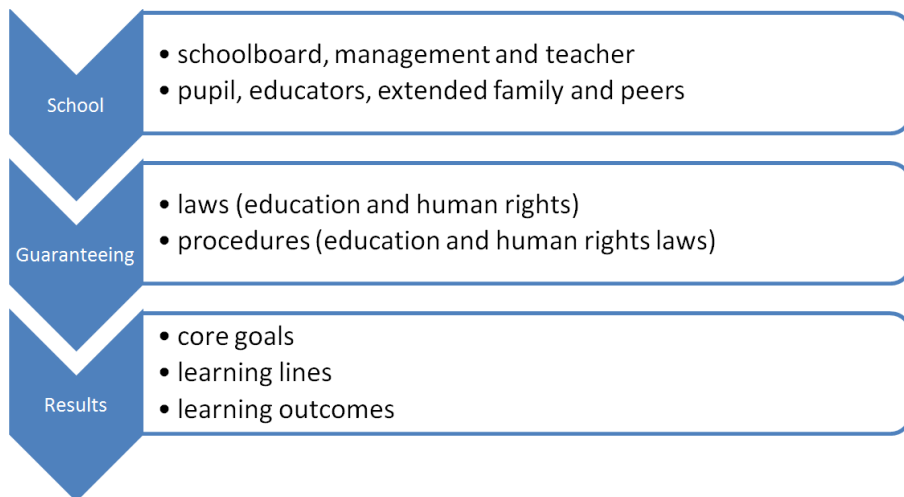 School
• schoolboard, management and teacher
• pupil, educators, extended family and peers
Guaranteeing
• laws (education and human rights)
• procedures (education and human rights laws)
Results
• core goals
• learning lines
• learning outcomes